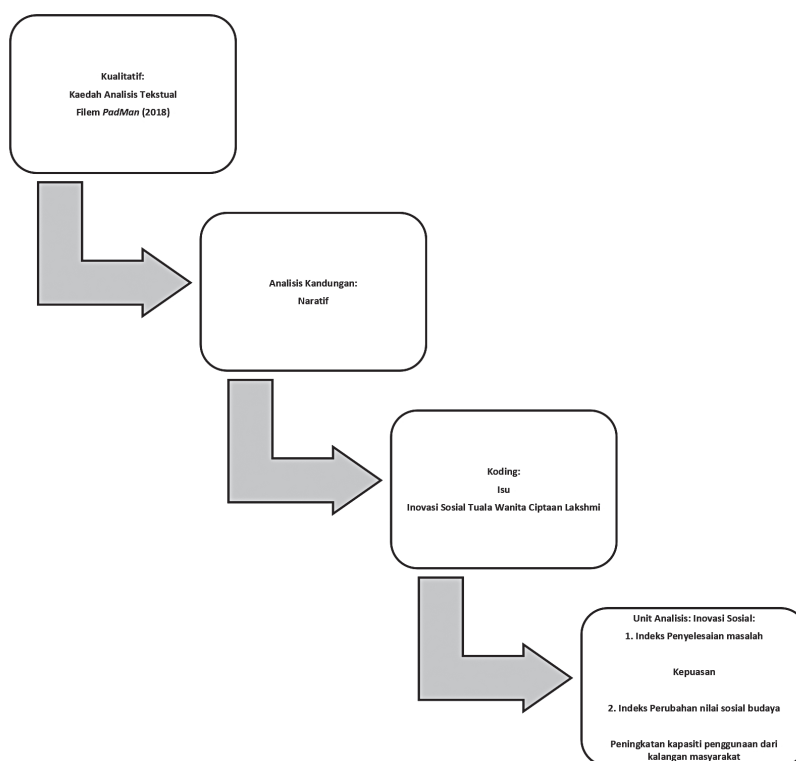 Kualitatif:
Kaedah Analisis Tekstual
Filem PadMan (2018)
Analisis Kandungan:
Naratif
Koding:
Isu
Inovasi Sosial Tuala Wanita Ciptaan Lakshmi
Unit Analisis: Inovasi Sosial:
1. Indeks Penyelesaian masalah
Kepuasan
2. Indeks Perubahan nilai sosial budaya
Peningkatan kapasiti penggunaan dari
kalangan masyarakat